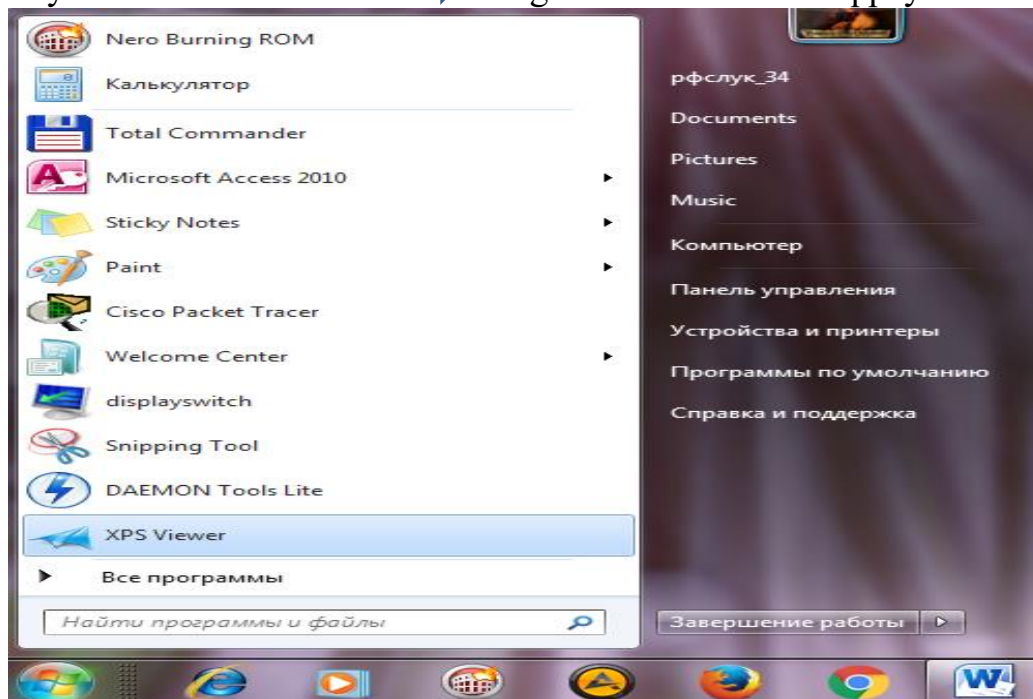 Nero Burning ROM
Калькулятор
Total Commander
Microsoft Access 2010
Sticky Notes
Paint
Cisco Packet Tracer
Welcome Center
displayswitch
Snipping Tool
DAEMON Tools Lite
XPS Viewer
Все программы
Найти программы и файлы
рфслук_34
Documents
Pictures
Music
Компьютер
Панель управления
Устройства и принтеры
Программы по умолчанию
Справка и поддержка
Завершение работы